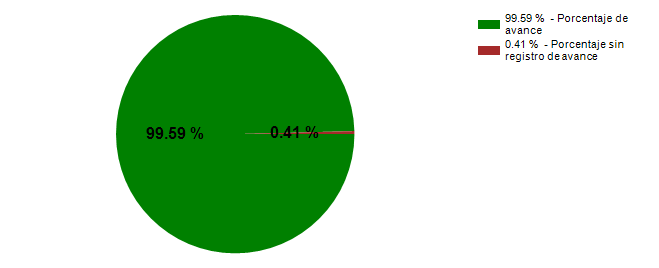 99.59 % - Porcentaje de
avance
0.41 % - Porcentaje sin
registro de avance
99.59 %
0.41 %